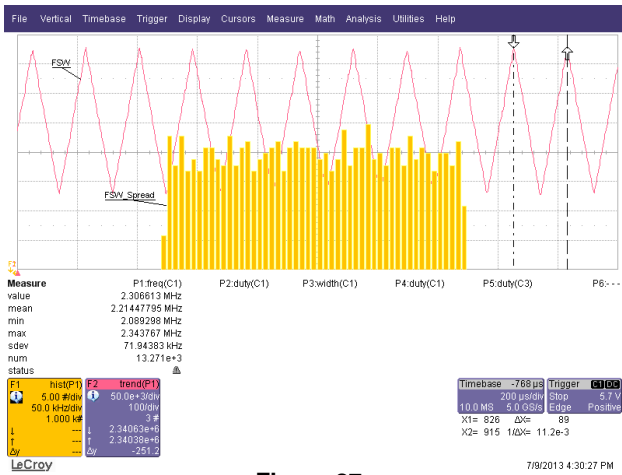 File Vertical Timebase Trigger Display Cursors Measure Math Analysis Utilities Help
FSW
FSW_Spread
F2
Measure P1:freq(C1) P2:duty(C1) P3:width(C1) P4:duty(C1) P5:duty(C3) P6:- - -
value 2.306613 MHz
mean 2.21447795 MHz
min 2.089298 MHz
max 2.343767 MHz
sdev 71.94383 kHz
num 13.271e+3
status
F1 hist(P1) F2 trend(P1) Timebase -768 µs Trigger C1 DC
5.00 #/div 50.0e+3/div 200 µs/div Stop 5.7 V
50.0 kHz/div 100/div 10.0 MS 5.0 GS/s Edge Positive
1.000 k# 3 # X1= 826 ΔX= 89
↓ --- ↓ 2.34063e+6 X2= 915 1/ΔX= 11.2e-3
↑ --- ↑ 2.34038e+6
Δy --- Δy -251.2
LeCroy 7/9/2013 4:30:27 PM